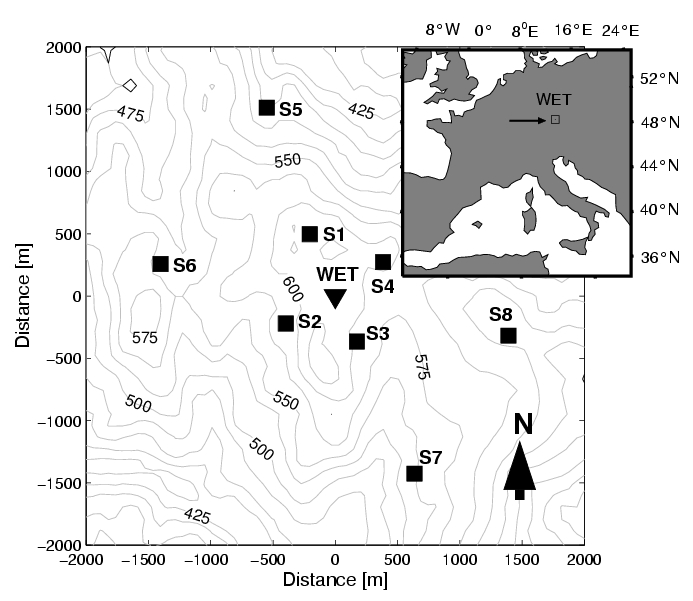 8°W 0° 8°E 16°E 24°E
2000
52°N
WET
475
1500
S5
425
48°N
550
1000
44°N
40°N
500
S1
S6
36°N
WET
S4
600
0
S2
S8
S3
575
−500
575
500
550
−1000
N
500
S7
−1500
425
−2000
−2000 −1500 −1000 −500 0 500 1000 1500 2000
Distance [m]
Distance [m]